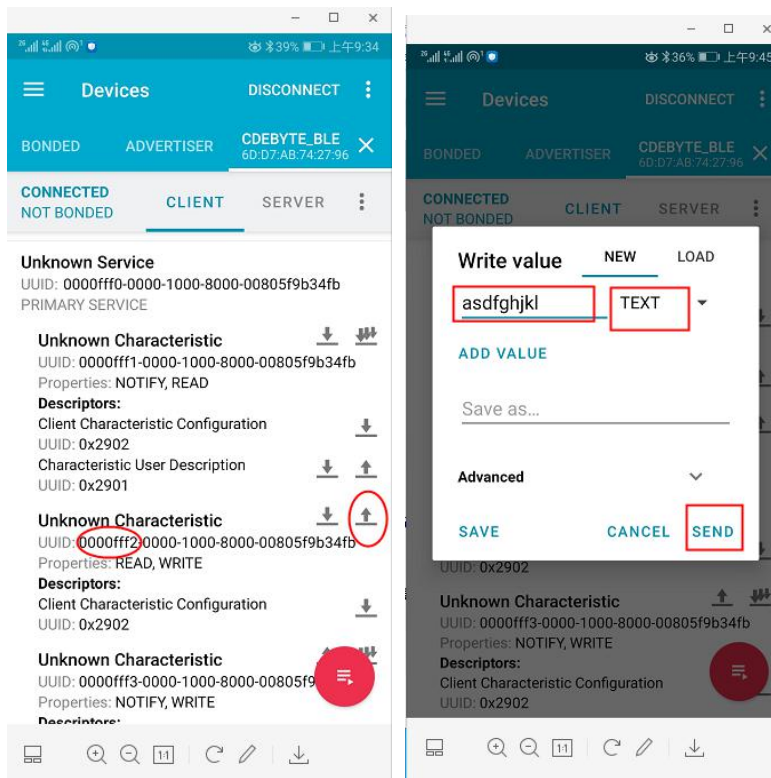 上午9:34
39%
Devices
DISCONNECT
BONDED
ADVERTISER
CDEBYTE_BLE
6D:D7:AB:74:27:96
CONNECTED
NOT BONDED
CLIENT
SERVER
Unknown Service
UUID: 0000fff0-0000-1000-8000-00805f9b34fb
PRIMARY SERVICE
Unknown Characteristic
UUID: 0000fff1-0000-1000-8000-00805f9b34fb
Properties: NOTIFY, READ
Descriptors:
Client Characteristic Configuration
UUID: 0x2902
Characteristic User Description
UUID: 0x2901
Unknown Characteristic
UUID: 0000fff2-0000-1000-8000-00805f9b34fb
Properties: READ, WRITE
Descriptors:
Client Characteristic Configuration
UUID: 0x2902
Unknown Characteristic
UUID: 0000fff3-0000-1000-8000-00805f9
Properties: NOTIFY, WRITE
Descriptors:
1:1
36%
上午9:45
Devices
DISCONNECT
BONDED
ADVERTISER
CDEBYTE_BLE
6D:D7:AB:74:27:96
CONNECTED
NOT BONDED
CLIENT
SERVER
Write value
NEW
LOAD
asdfghjkl
TEXT
ADD VALUE
Save as...
Advanced
SAVE
CANCEL
SEND
UUID: 0x2902
Unknown Characteristic
UUID: 0000fff3-0000-1000-8000-00805f9b34fb
Properties: NOTIFY, WRITE
Descriptors:
Client Characteristic Configuration
UUID: 0x2902
1:1